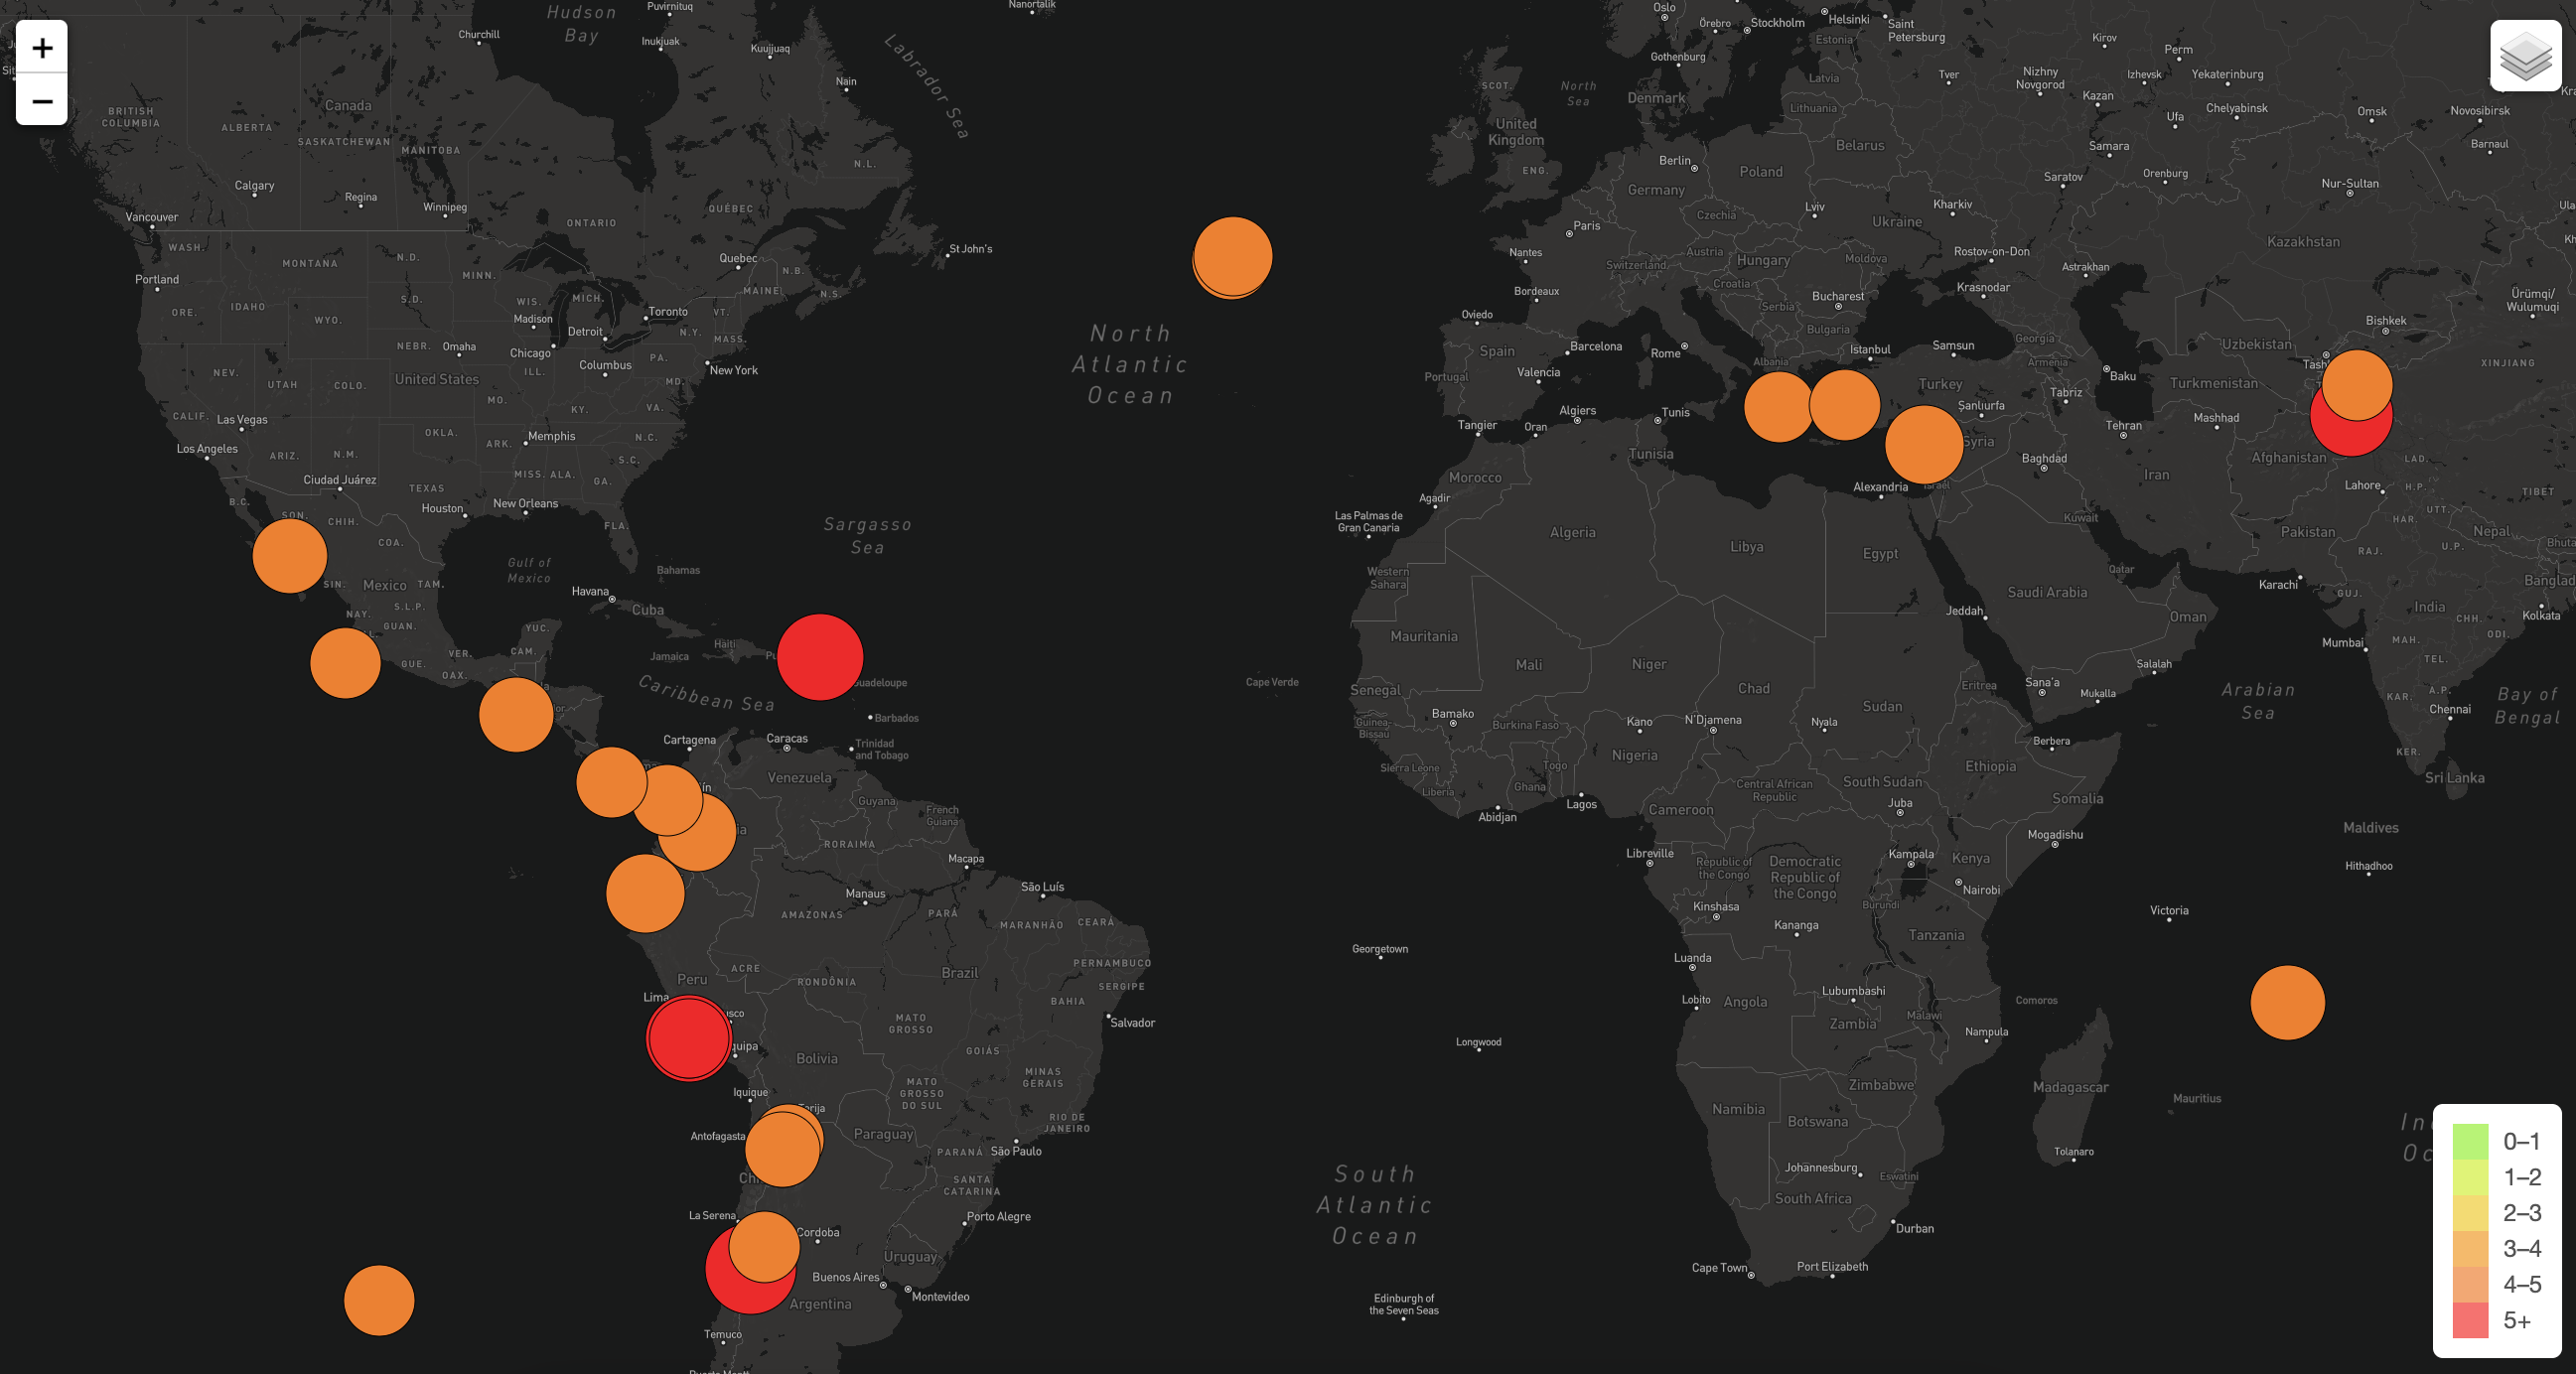 +
−
Hudson
Bay
Puvirnituq
Nanortalik
Churchill
Inukjuak
Kuujjuaq
Nain
Labrador Sea
BRITISH
COLUMBIA
Canada
ALBERTA
SASKATCHEWAN
MANITOBA
N.L.
Calgary
Regina
Winnipeg
QUÉBEC
ONTARIO
Vancouver
WASH.
St John's
Quebec
N.B.
MAINE
N.S.
Portland
MONTANA
N.D.
MINN.
ORE.
IDAHO
WYO.
S.D.
WIS.
MICH.
Madison
Detroit
Toronto
VT.
N.Y.
MASS.
NEBR.
Omaha
Chicago
ILL.
Columbus
PA.
New York
NEV.
UTAH
COLO.
United States
MO.
KY.
MD.
VA.
CALIF.
Las Vegas
OKLA.
ARK.
Memphis
N.C.
Los Angeles
ARIZ.
N.M.
MISS.
ALA.
GA.
S.C.
Ciudad Juárez
TEXAS
B.C.
SON.
CHIH.
Houston
New Orleans
FLA.
COA.
Gulf of
Mexico
Sargasso
Sea
North
Atlantic
Ocean
SIN.
Mexico
TAM.
Bahamas
Havana
Cuba
NAY.
S.L.P.
GUAN.
YUC.
Haiti
Jamaica
GUE.
VER.
CAM.
OAX.
Caribbean Sea
Guadeloupe
Barbados
Cartagena
Caracas
Trinidad
and Tobago
Venezuela
Guyana
French
Guiana
RORAIMA
Macapa
Manaus
São Luís
AMAZONAS
PARÁ
MARANHÃO
CEARÁ
Peru
ACRE
RONDÔNIA
Brazil
PERNAMBUCO
SERGIPE
BAHIA
Lima
MATO
GROSSO
Salvador
Bolivia
GOIÁS
MINAS
GERAIS
Iquique
MATO
GROSSO
DO SUL
Tarija
RIO DE
JANEIRO
Antofagasta
Paraguay
PARANÁ
São Paulo
SANTA
CATARINA
La Serena
Cordoba
Porto Alegre
Uruguay
Buenos Aires
Montevideo
Argentina
Temuco
Oslo
Örebro
Stockholm
Helsinki
Saint
Petersburg
Estonia
Gothenburg
SCOT.
North
Sea
Denmark
Latvia
Lithuania
United
Kingdom
ENG.
Belarus
Berlin
Poland
Germany
Paris
Czechia
Lviv
Ukraine
Kharkiv
Nantes
Austria
Switzerland
Hungary
Moldova
Croatia
Bordeaux
Serbia
Bucharest
Bulgaria
Oviedo
Spain
Barcelona
Rome
Albania
Istanbul
Samsun
Portugal
Valencia
Turkey
Tangier
Oran
Algiers
Tunis
Şanlıurfa
Syria
Tunisia
Morocco
Israel
Alexandria
Agadir
Las Palmas de
Gran Canaria
Algeria
Libya
Egypt
Western
Sahara
Mauritania
Mali
Niger
Chad
Sudan
Eritrea
Cape Verde
Senegal
Guinea-
Bissau
Bamako
Burkina Faso
Kano
N'Djamena
Nyala
Nigeria
Sierra Leone
Liberia
Togo
Ghana
Abidjan
Lagos
Cameroon
Central African
Republic
South Sudan
Juba
Ethiopia
Berbera
Somalia
Mogadishu
Libreville
Republic of
the Congo
Democratic
Republic of
the Congo
Kampala
Kenya
Nairobi
Burundi
Kinshasa
Kananga
Tanzania
Georgetown
Luanda
Lobito
Angola
Lubumbashi
Zambia
Malawi
Nampula
Comoros
Longwood
Zimbabwe
Namibia
Botswana
Madagascar
Mauritius
Tolanaro
Johannesburg
Eswatini
South Africa
Durban
Cape Town
Port Elizabeth
South
Atlantic
Ocean
Edinburgh of
the Seven Seas
Tver
Kirov
Perm
Nizhny
Novgorod
Izhevsk
Yekaterinburg
Kazan
Ufa
Chelyabinsk
Omsk
Novosibirsk
Barnaul
Samara
Saratov
Orenburg
Nur-Sultan
Kazakhstan
Rostov-on-Don
Astrakhan
Krasnodar
Ürümqi/
Wulumuqi
Bishkek
Georgia
Armenia
Uzbekistan
Baku
Tabriz
Turkmenistan
XINJIANG
Mashhad
Tehran
Baghdad
Afghanistan
LAD.
Iran
Lahore
H.P.
TIBET
Kuwait
UTT.
HAR.
Pakistan
Nepal
RAJ.
U.P.
Qatar
Karachi
Saudi Arabia
GUJ.
India
CHH.
Kolkata
Jeddah
Oman
Mumbai
MAH.
ODI.
TEL.
Salalah
Sana'a
Mukalla
Arabian
Sea
KAR.
A.P.
Chennai
Bay of
Bengal
KER.
Sri Lanka
Maldives
Hithadhoo
Victoria
0–1
1–2
2–3
3–4
4–5
5+